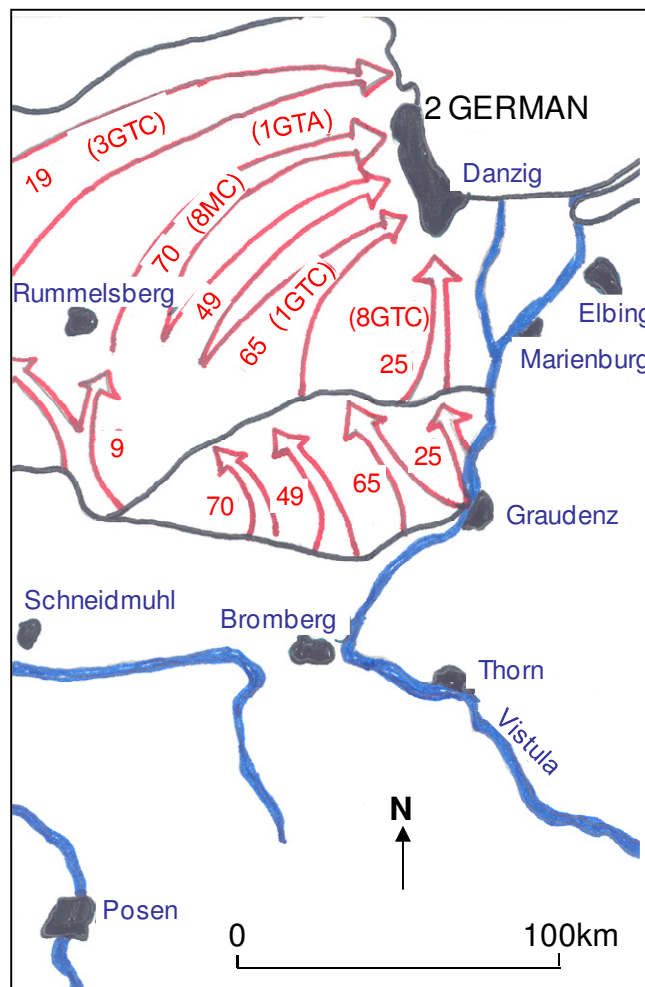 2 GERMAN
(3GTC)
(1GTA)
19
Danzig
70 (8MC)
Rummelsberg
49
65 (1GTC)
(8GTC)
Elbing
Marienburg
25
9
70
49
65
25
Graudenz
Schneidmuhl
Bromberg
Thorn
Vistula
N
Posen
0
100km